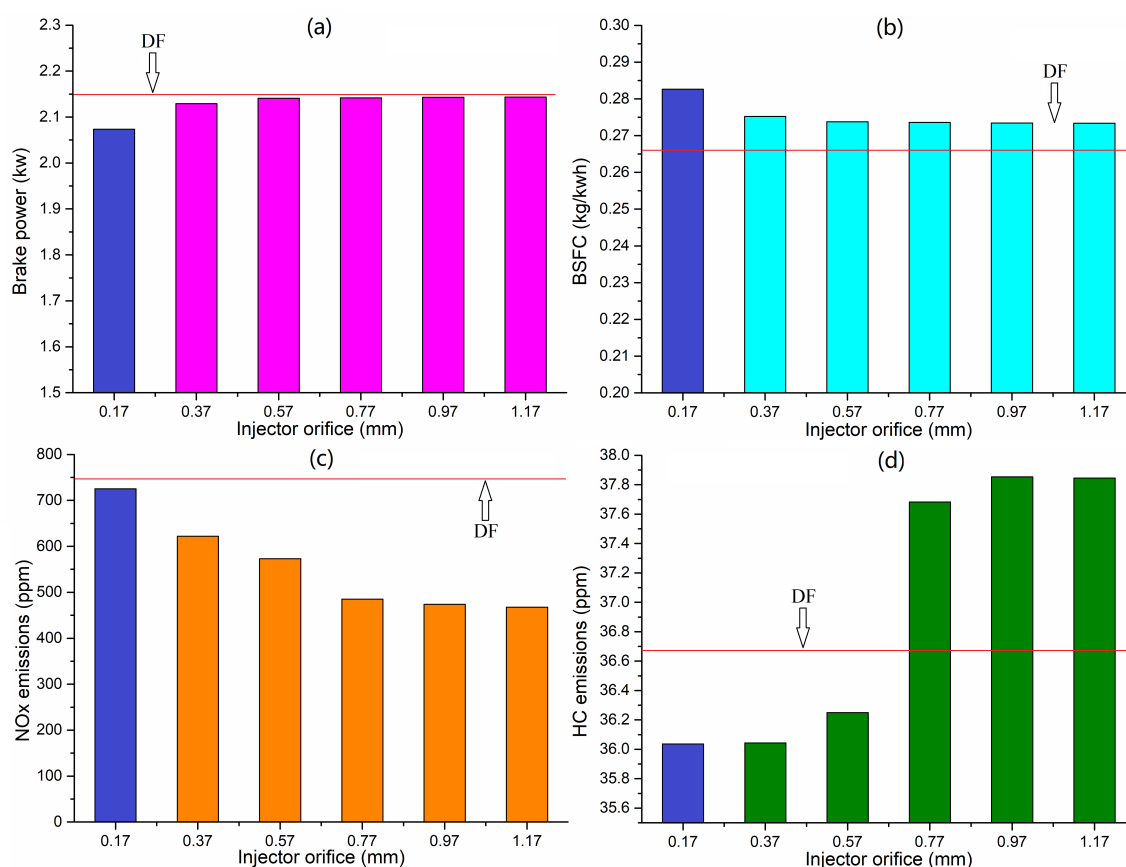 (a)
DF
2.3
2.2
2.1
2.0
1.9
1.8
1.7
1.6
1.5
Brake power (kw)
0.17 0.37 0.57 0.77 0.97 1.17
Injector orifice (mm)
(b)
DF
0.30
0.29
0.28
0.27
0.26
0.25
0.24
0.23
0.22
0.21
0.20
BSFC (kg/kwh)
0.17 0.37 0.57 0.77 0.97 1.17
Injector orifice (mm)
(c)
DF
800
700
600
500
400
300
200
100
0
NOx emissions (ppm)
0.17 0.37 0.57 0.77 0.97 1.17
Injector orifice (mm)
(d)
DF
38.0
37.8
37.6
37.4
37.2
37.0
36.8
36.6
36.4
36.2
36.0
35.8
35.6
HC emissions (ppm)
0.17 0.37 0.57 0.77 0.97 1.17
Injector orifice (mm)